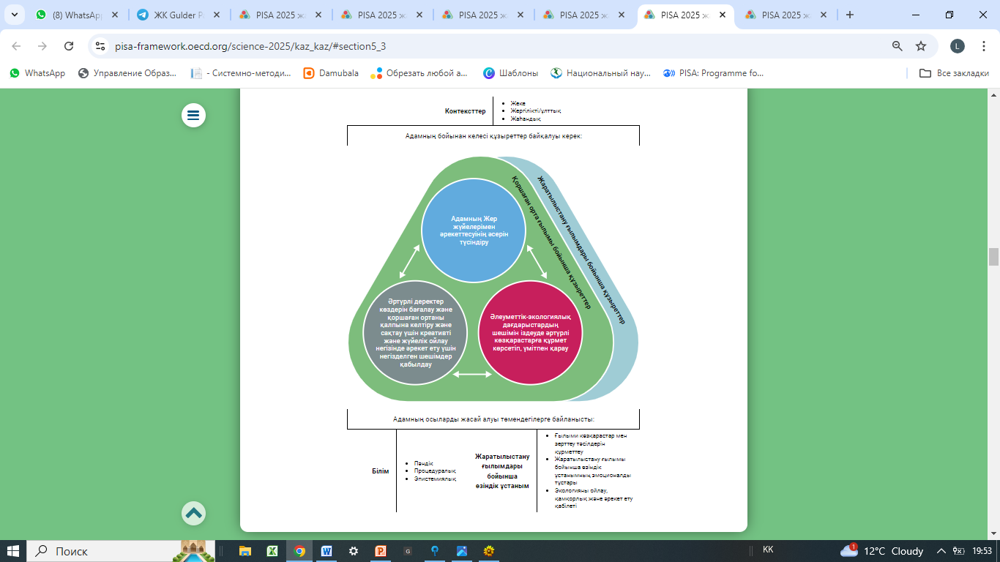 (8) WhatsApp
ЖК Gulder
PISA 2025
PISA 2025
PISA 2025
PISA 2025
PISA 2025
PISA 2025
pisa-framework.oecd.org/science-2025/kaz_kaz/#section5_3
L
WhatsApp
Управление Образ...
- Системно-методи...
Damubala
Обрезать любой а...
Шаблоны
Национальный нау...
PISA: Programme fo...
Все закладки
Контексттер
Жеке
Жергілікті/ұлттық
Жаһандық
Адамның бойынан келесі құзыреттер байқалуы керек:
Жаратылыстану ғылымдары бойынша құзыреттер
Қоршаған орта ғылымы бойынша құзыреттер
Адамның Жер
жүйелерімен
әрекеттесуінің әсерін
түсіндіру
Әртүрлі деректер
көздерін бағалау және
қоршаған ортаны
қалпына келтіру және
сақтау үшін креативті
және жүйелік ойлау
негізінде әрекет ету үшін
негізделген шешімдер
қабылдау
Әлеуметтік-экологиялық
дағдарыстардың
шешімін іздеуде әртүрлі
көзқарастарға құрмет
көрсетіп, үмітпен қарау
Адамның осыларды жасай алуы төмендегілерге байланысты:
Білім
Пәндік
Процедуралық
Эпистемиялық
Жаратылыстану
ғылымдары
бойынша
өзіндік ұстаным
Ғылыми көзқарастар мен
зерттеу тәсілдерін
құрметтеу
Жаратылыстану ғылымы
бойынша өзіндік
ұстанымның эмоционалды
тұстары
Экологияны ойлау,
қамқорлық және әрекет ету
қабілеті
Поиск
KK
1
12°C Cloudy
19:53